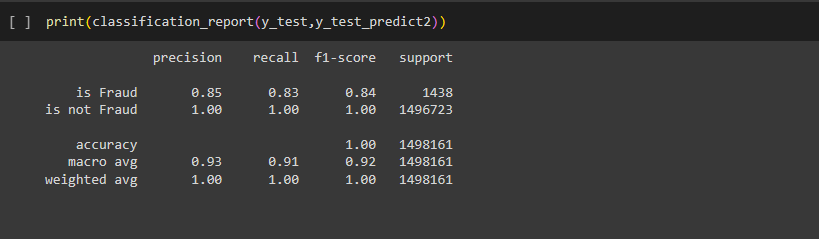 [ ] print(classification_report(y_test,y_test_predict2))
precision recall f1-score support
is Fraud 0.85 0.83 0.84 1438
is not Fraud 1.00 1.00 1.00 1496723
accuracy 1.00 1498161
macro avg 0.93 0.91 0.92 1498161
weighted avg 1.00 1.00 1.00 1498161